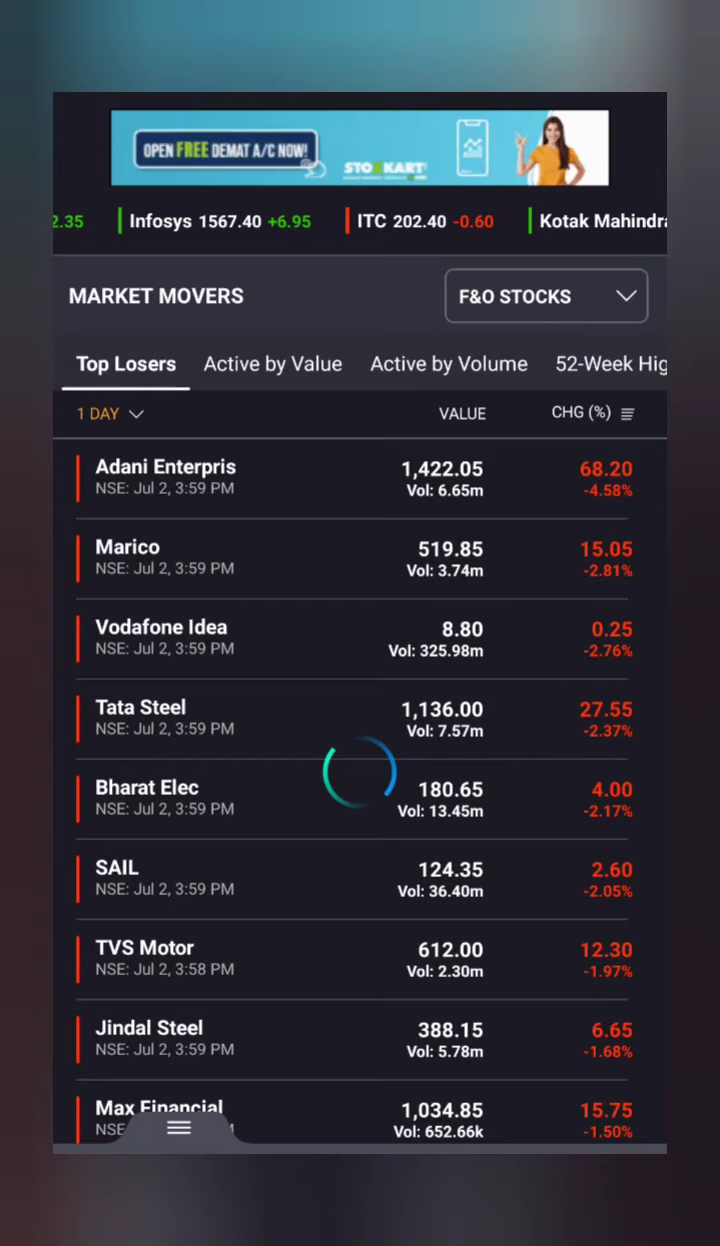 OPEN FREE DEMAT A/C NOW!
2.35 Infosys 1567.40 +6.95 ITC 202.40 -0.60 Kotak Mahindra
MARKET MOVERS F&O STOCKS
Top Losers Active by Value Active by Volume 52-Week Hig
1 DAY VALUE CHG (%)
Adani Enterpris 1,422.05 68.20
NSE: Jul 2, 3:59 PM Vol: 6.65m -4.58%
Marico 519.85 15.05
NSE: Jul 2, 3:59 PM Vol: 3.74m -2.81%
Vodafone Idea 8.80 0.25
NSE: Jul 2, 3:59 PM Vol: 325.98m -2.76%
Tata Steel 1,136.00 27.55
NSE: Jul 2, 3:59 PM Vol: 7.57m -2.37%
Bharat Elec 180.65 4.00
NSE: Jul 2, 3:59 PM Vol: 13.45m -2.17%
SAIL 124.35 2.60
NSE: Jul 2, 3:59 PM Vol: 36.40m -2.05%
TVS Motor 612.00 12.30
NSE: Jul 2, 3:58 PM Vol: 2.30m -1.97%
Jindal Steel 388.15 6.65
NSE: Jul 2, 3:59 PM Vol: 5.78m -1.68%
Max Financial 1,034.85 15.75
NSE Vol: 652.66k -1.50%